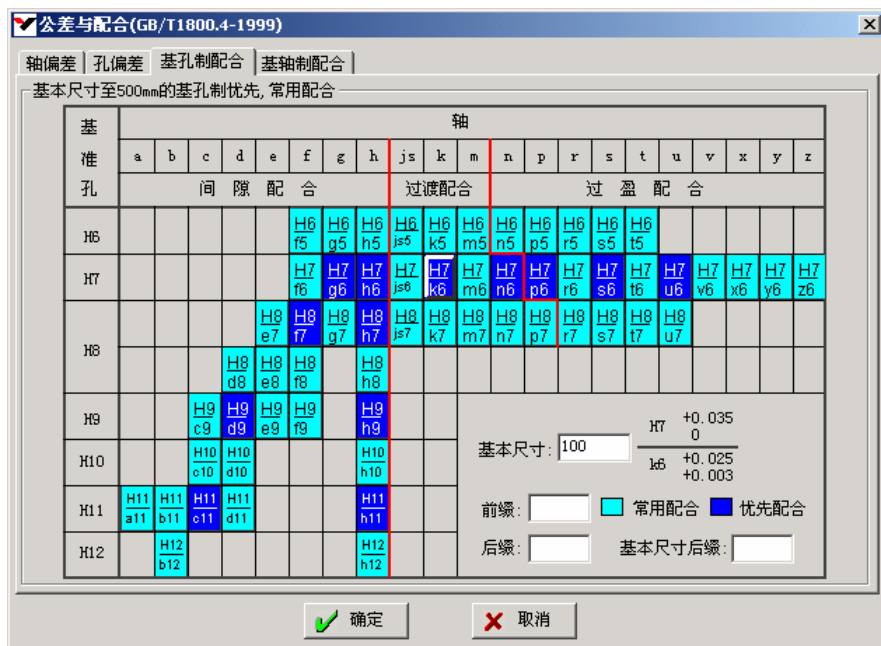 公差与配合(GB/T1800.4-1999)
轴偏差 孔偏差 基孔制配合 基轴制配合
基本尺寸至500mm的基孔制优先,常用配合
基准孔 轴
a b c d e f g h js k m n p r s t u v x y z
间隙配合 过渡配合 过盈配合
H6 H6/f5 H6/g5 H6/h5 H6/js5 H6/k5 H6/m5 H6/n5 H6/p5 H6/r5 H6/s5 H6/t5
H7 H7/f6 H7/g6 H7/h6 H7/js6 H7/k6 H7/m6 H7/n6 H7/p6 H7/r6 H7/s6 H7/t6 H7/u6 H7/v6 H7/x6 H7/y6 H7/z6
H8 H8/e7 H8/f7 H8/g7 H8/h7 H8/js7 H8/k7 H8/m7 H8/n7 H8/p7 H8/r7 H8/s7 H8/t7 H8/u7
H8/d8 H8/e8 H8/f8 H8/h8
H9 H9/c9 H9/d9 H9/e9 H9/f9 H9/h9
H10 H10/c10 H10/d10 H10/h10
H11 H11/a11 H11/b11 H11/c11 H11/d11 H11/h11
H12 H12/b12 H12/h12
基本尺寸: 100
H7 +0.035
0
k6 +0.025
+0.003
前缀: 常用配合 优先配合
后缀: 基本尺寸后缀:
确定 取消